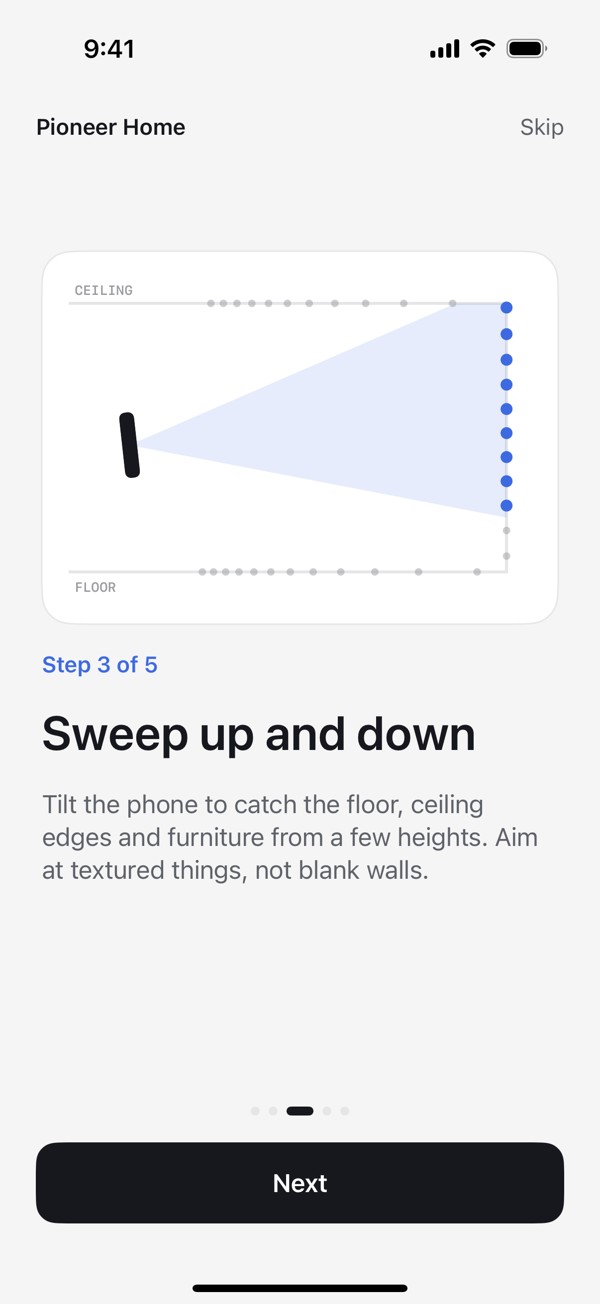 9:41
Pioneer Home
Skip
CEILING
FLOOR
Step 3 of 5
Sweep up and down
Tilt the phone to catch the floor, ceiling
edges and furniture from a few heights. Aim
at textured things, not blank walls.
Next